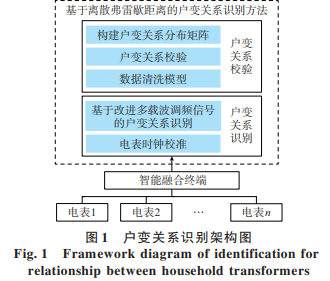 基于离散弗雷歇距离的户变关系识别方法
构建户变关系分布矩阵
户变关系校验
数据清洗模型
户变
关系
校验
基于改进多载波调频信号
的户变关系识别
电表时钟校准
户变
关系
识别
智能融合终端
电表1
电表2
…
电表n
图 1 户变关系识别架构图
Fig. 1 Framework diagram of identification for
relationship between household transformers